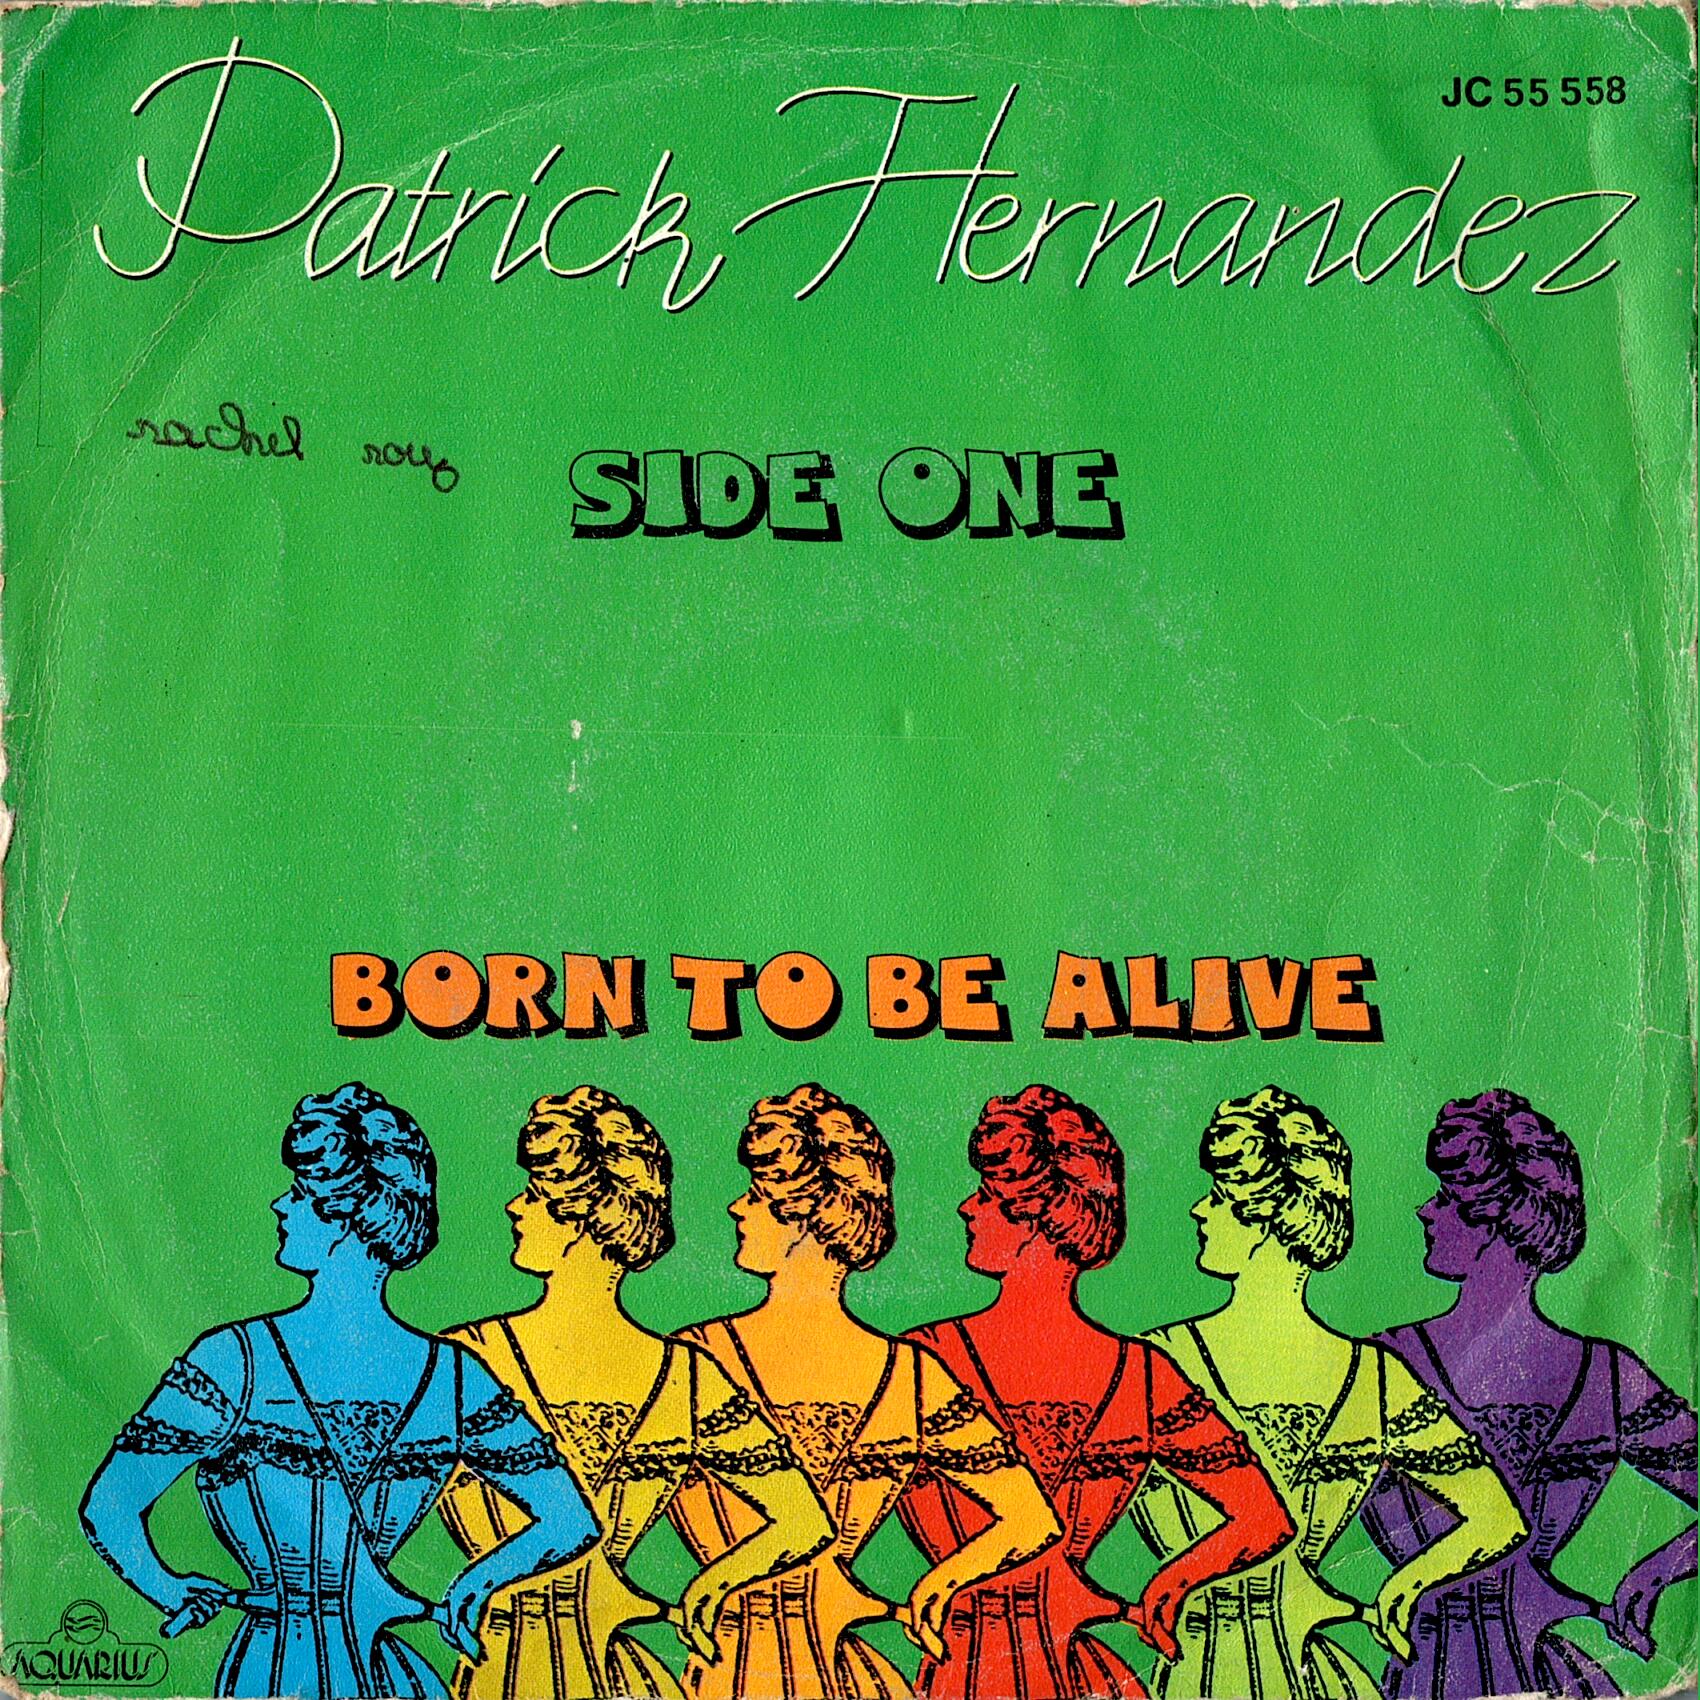 Patrick Hernandez
JC 55 558
rachel roy
SIDE ONE
BORN TO BE ALIVE
AQUARIUS